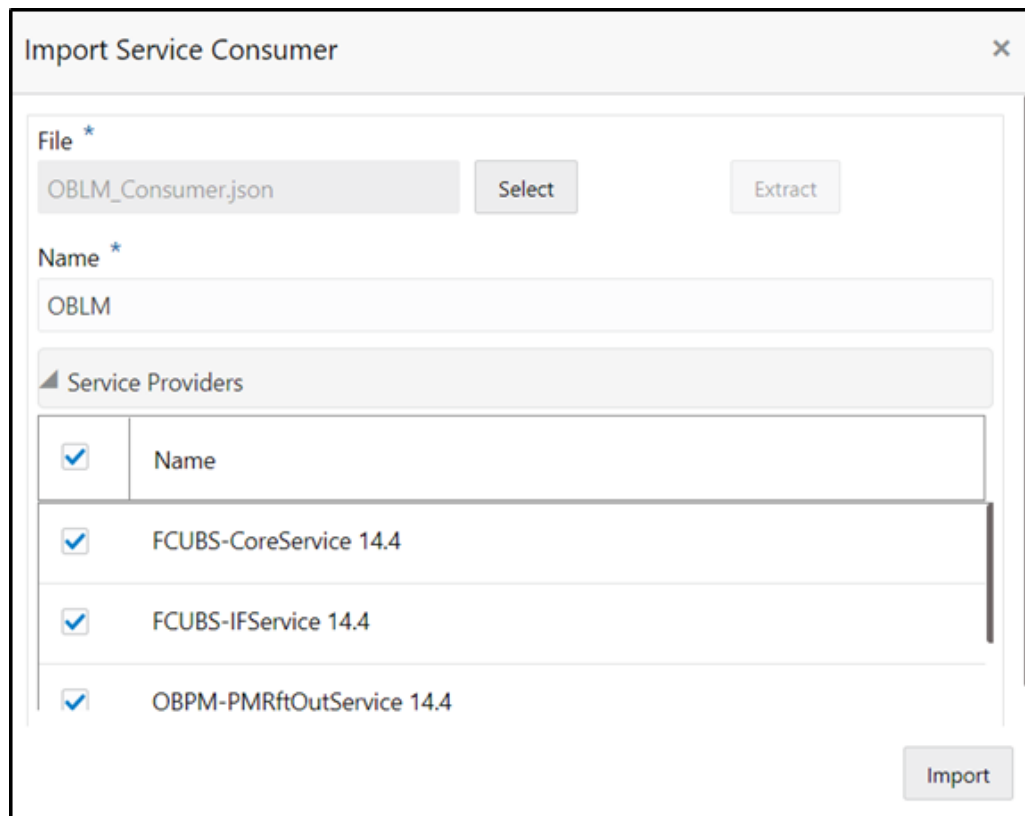 Import Service Consumer ×
File *
OBLM_Consumer.json Select Extract
Name *
OBLM
Service Providers
Name
FCUBS-CoreService 14.4
FCUBS-IFService 14.4
OBPM-PMRftOutService 14.4
Import